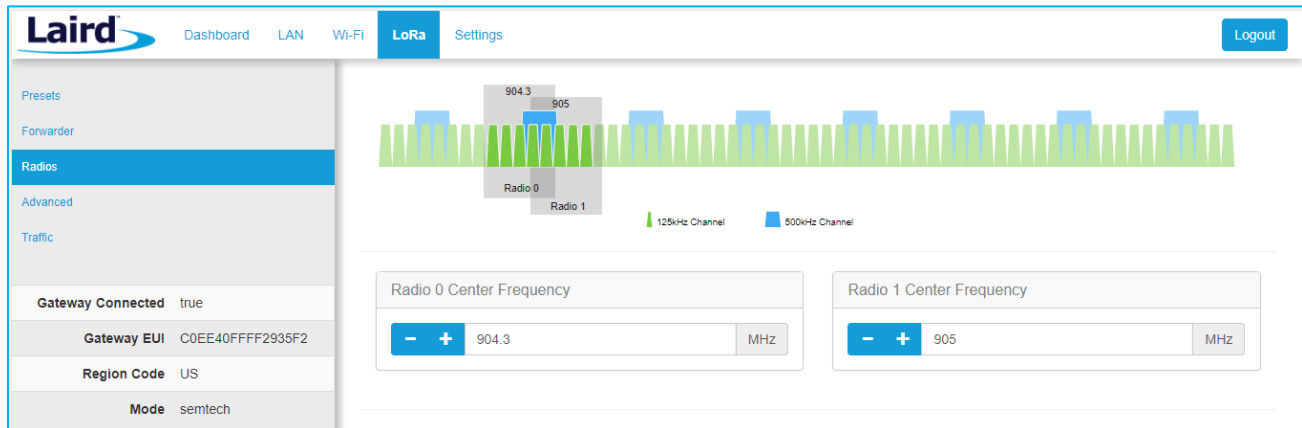 Laird Dashboard LAN Wi-Fi LoRa Settings Logout
Presets
Forwarder
Radios
Advanced
Traffic
Gateway Connected true
Gateway EUI C0EE40FFFF2935F2
Region Code US
Mode semtech
904.3
905
Radio 0
Radio 1
125kHz Channel 500kHz Channel
Radio 0 Center Frequency
− + 904.3 MHz
Radio 1 Center Frequency
− + 905 MHz